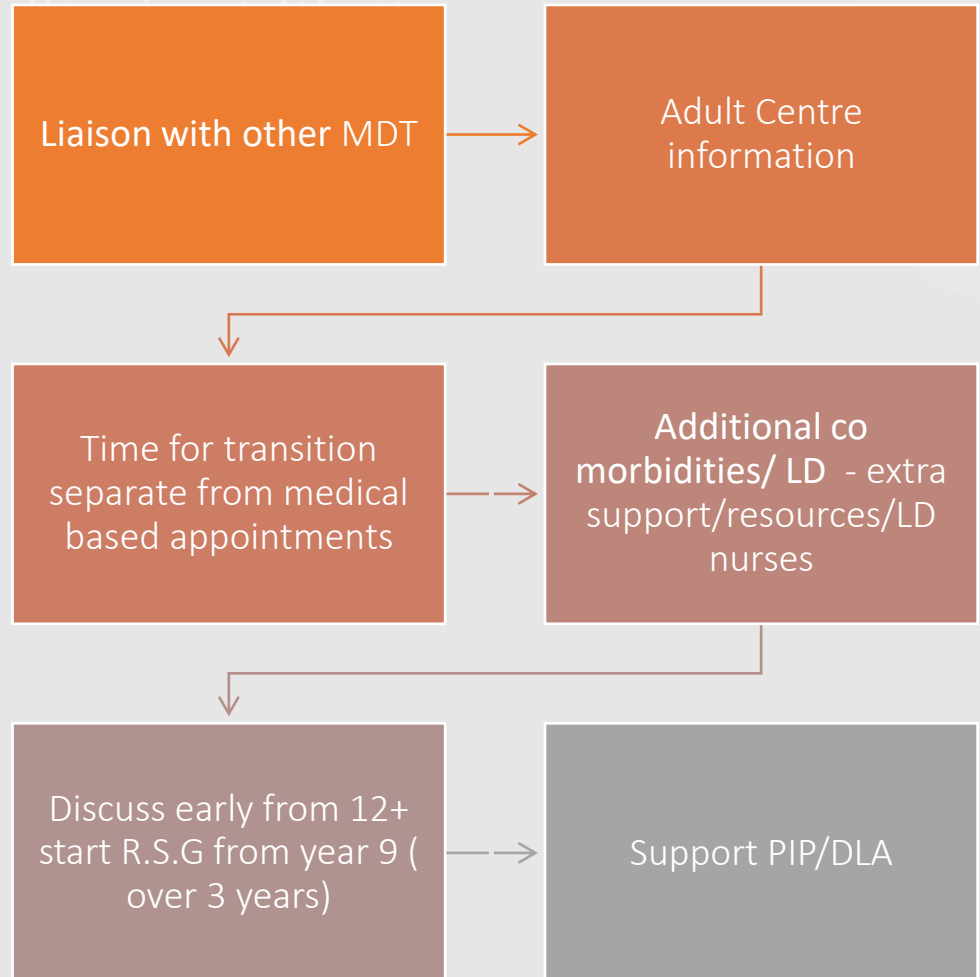 Liaison with other MDT
Adult Centre
information
Time for transition
separate from medical
based appointments
Additional co
morbidities/ LD - extra
support/resources/LD
nurses
Discuss early from 12+
start R.S.G from year 9 (
over 3 years)
Support PIP/DLA